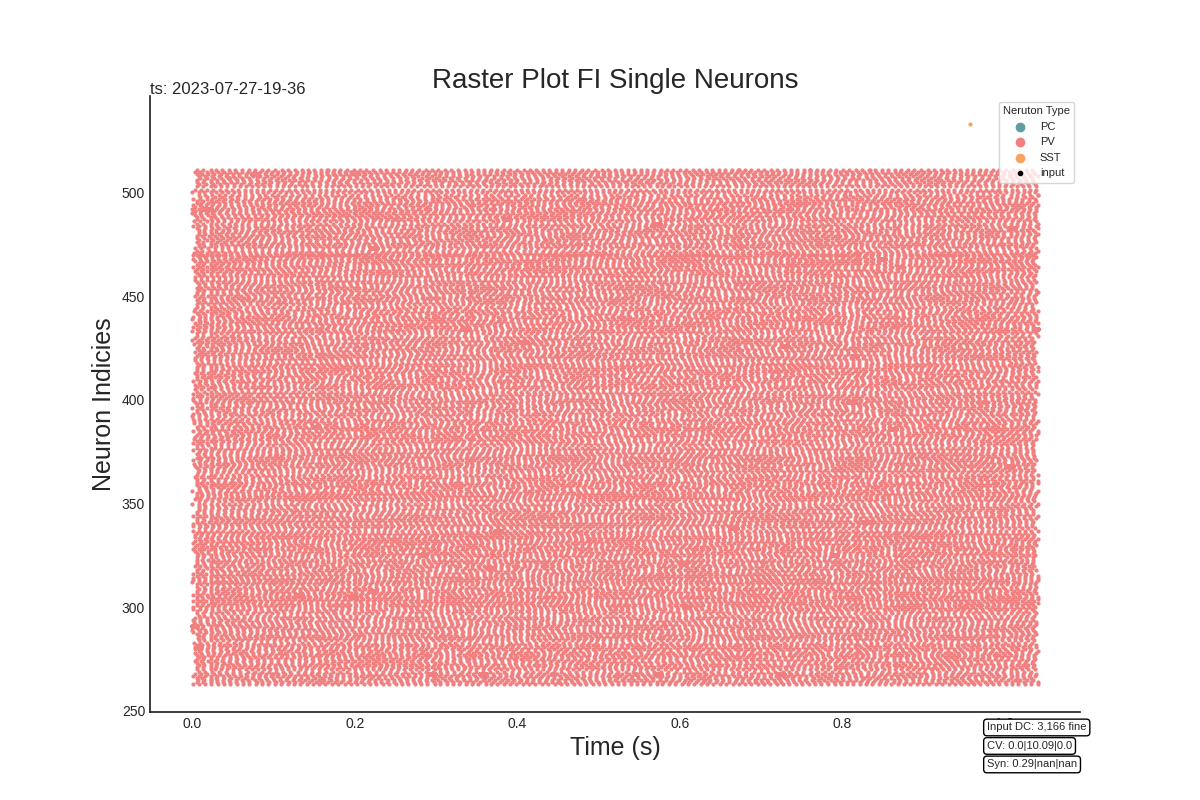 Raster Plot FI Single Neurons
ts: 2023-07-27-19-36
Neruton Type
PC
PV
SST
input
Neuron Indicies
500
450
400
350
300
250
0.0
0.2
0.4
0.6
0.8
Time (s)
Input DC: 3,166 fine
CV: 0.0|10.09|0.0
Syn: 0.29|nan|nan